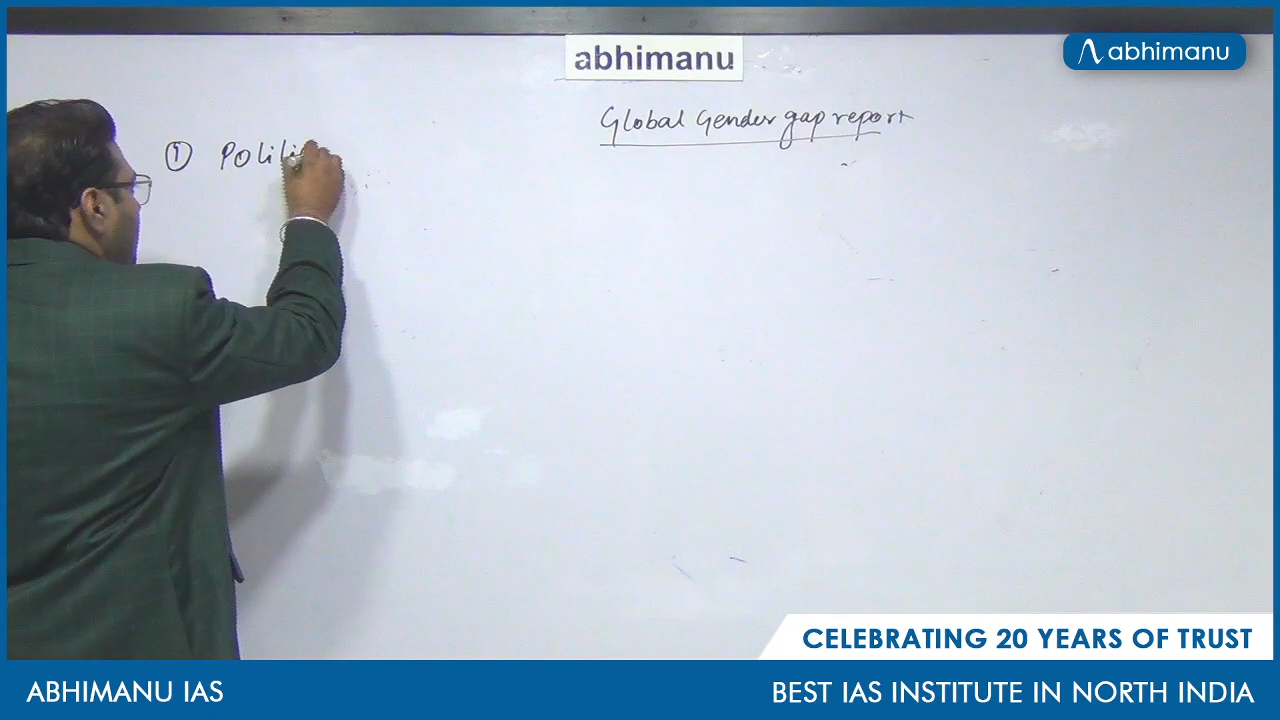 abhimanu
abhimanu
Global Gender gap report
①
CELEBRATING 20 YEARS OF TRUST
ABHIMANU IAS
BEST IAS INSTITUTE IN NORTH INDIA